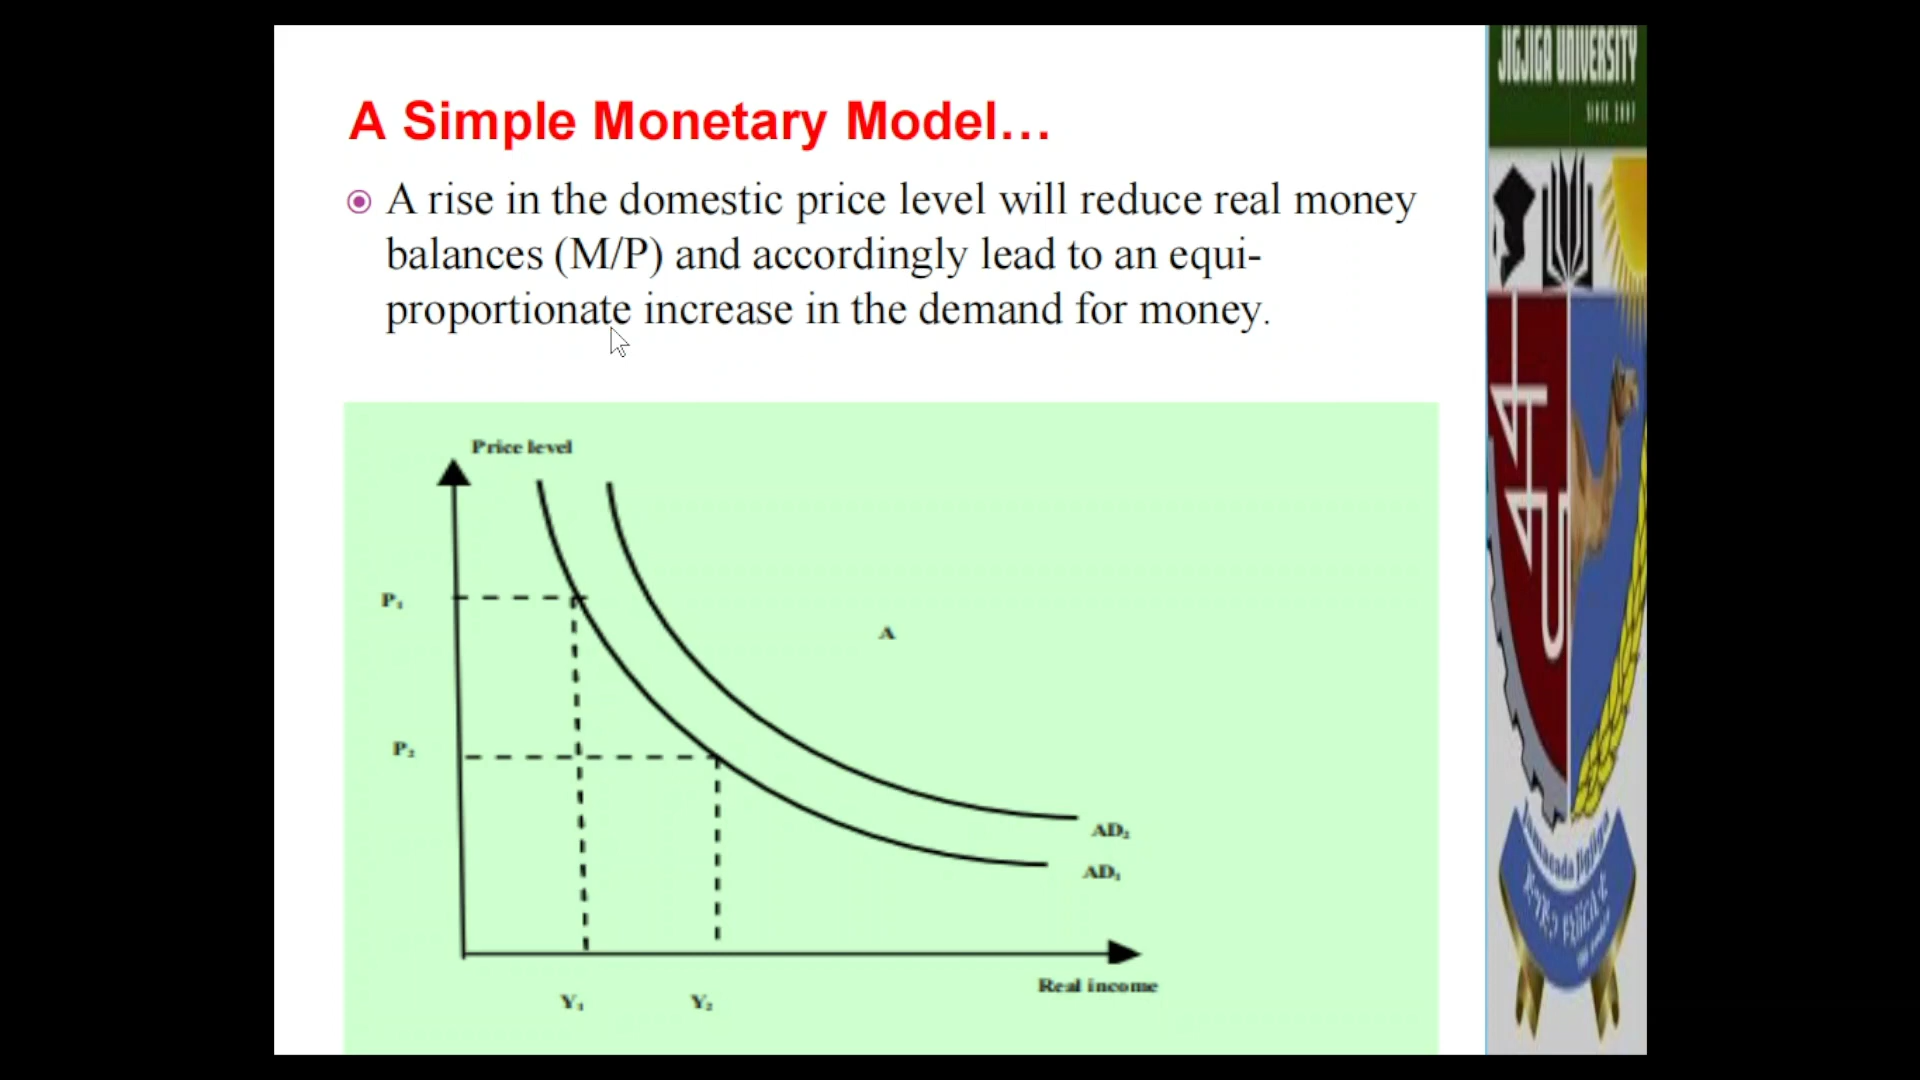 JIGJIGA UNIVERSITY
A Simple Monetary Model...
A rise in the domestic price level will reduce real money
balances (M/P) and accordingly lead to an equi-
proportionate increase in the demand for money.
Price level
P₁
A
P₂
AD₂
AD₁
Real income
Y₁ Y₂
Jigjiga